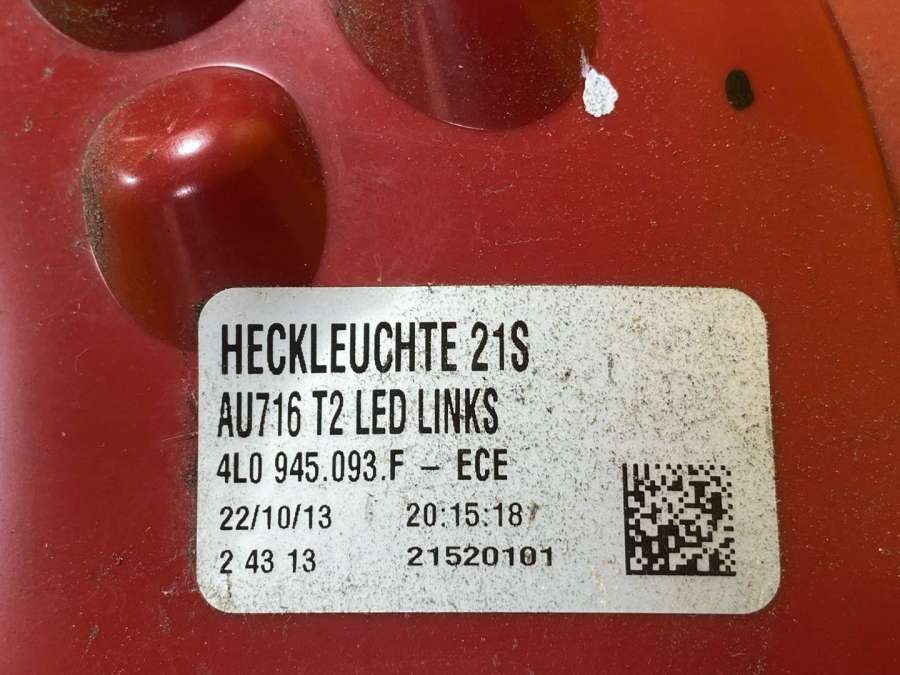 HECKLEUCHTE 21S
AU716 T2 LED LINKS
4L0 945.093.F - ECE
22/10/13 20:15:18
2 43 13 21520101